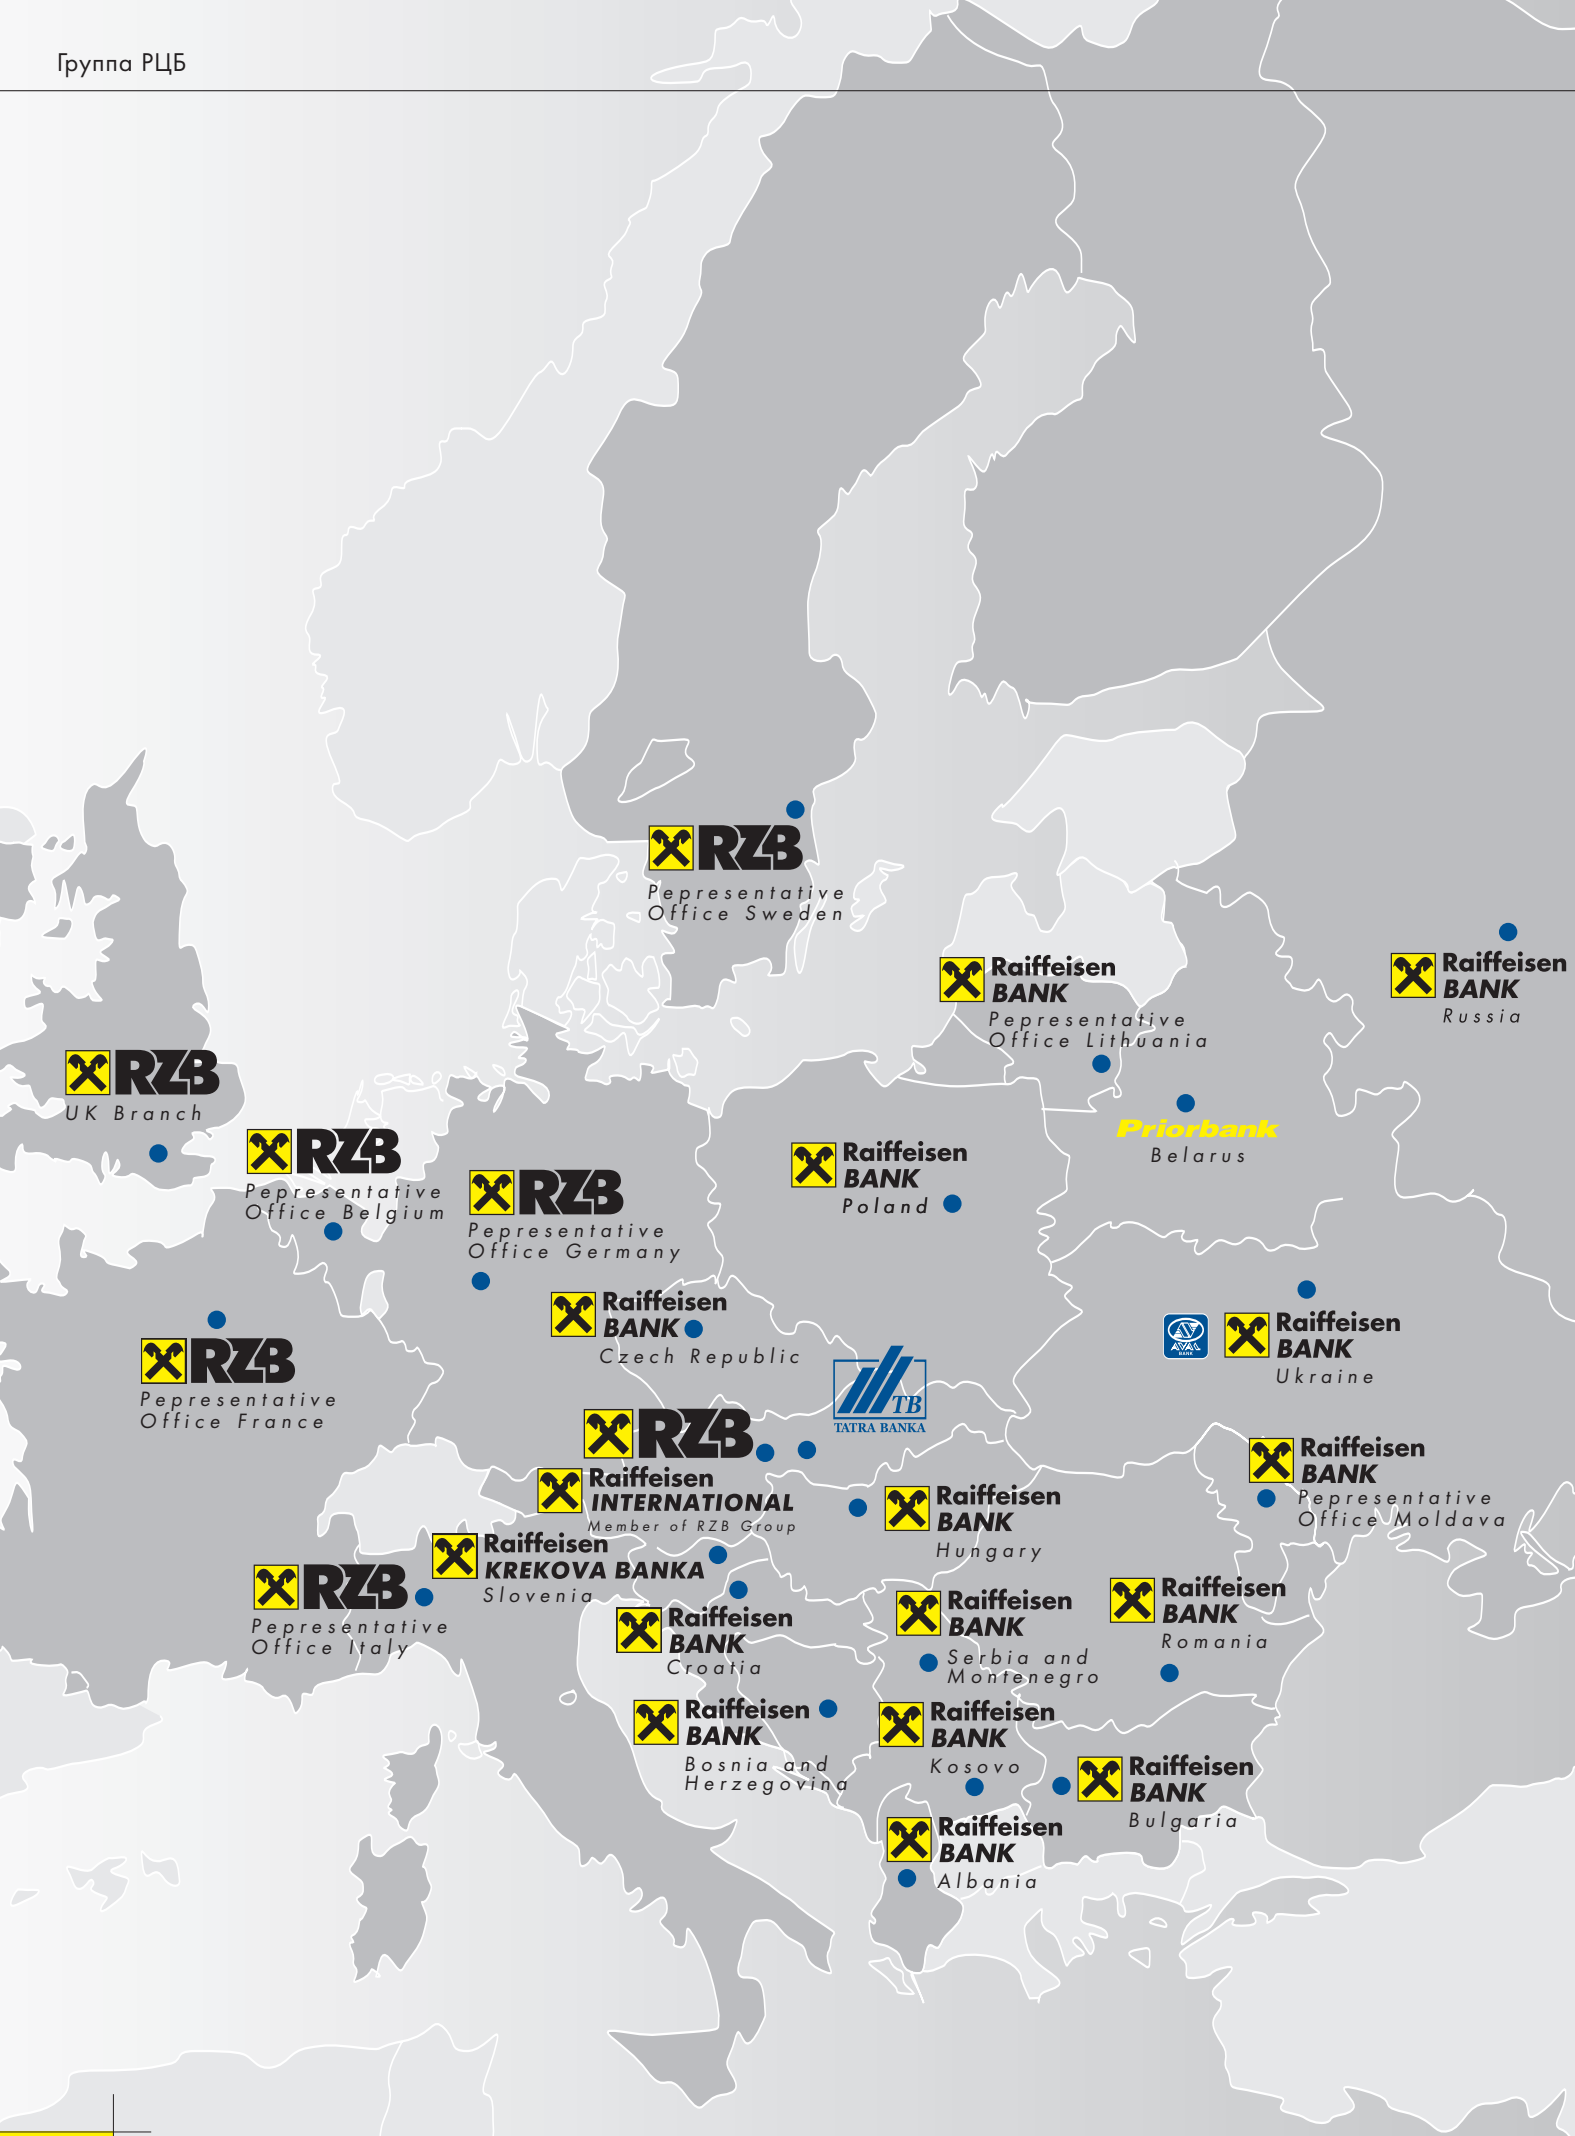 Группа РЦБ
RZB
Pepresentative
Office Sweden
Raiffeisen
BANK
Pepresentative
Office Lithuania
Raiffeisen
BANK
Russia
RZB
UK Branch
Priorbank
Belarus
RZB
Pepresentative
Office Belgium
RZB
Pepresentative
Office Germany
Raiffeisen
BANK
Poland
Raiffeisen
BANK
Czech Republic
AVAL
BANK
Raiffeisen
BANK
Ukraine
RZB
Pepresentative
Office France
TB
TATRA BANKA
RZB
Raiffeisen
INTERNATIONAL
Member of RZB Group
Raiffeisen
BANK
Pepresentative
Office Moldava
Raiffeisen
BANK
Hungary
Raiffeisen
KREKOVA BANKA
Slovenia
RZB
Pepresentative
Office Italy
Raiffeisen
BANK
Croatia
Raiffeisen
BANK
Serbia and
Montenegro
Raiffeisen
BANK
Romania
Raiffeisen
BANK
Bosnia and
Herzegovina
Raiffeisen
BANK
Kosovo
Raiffeisen
BANK
Bulgaria
Raiffeisen
BANK
Albania